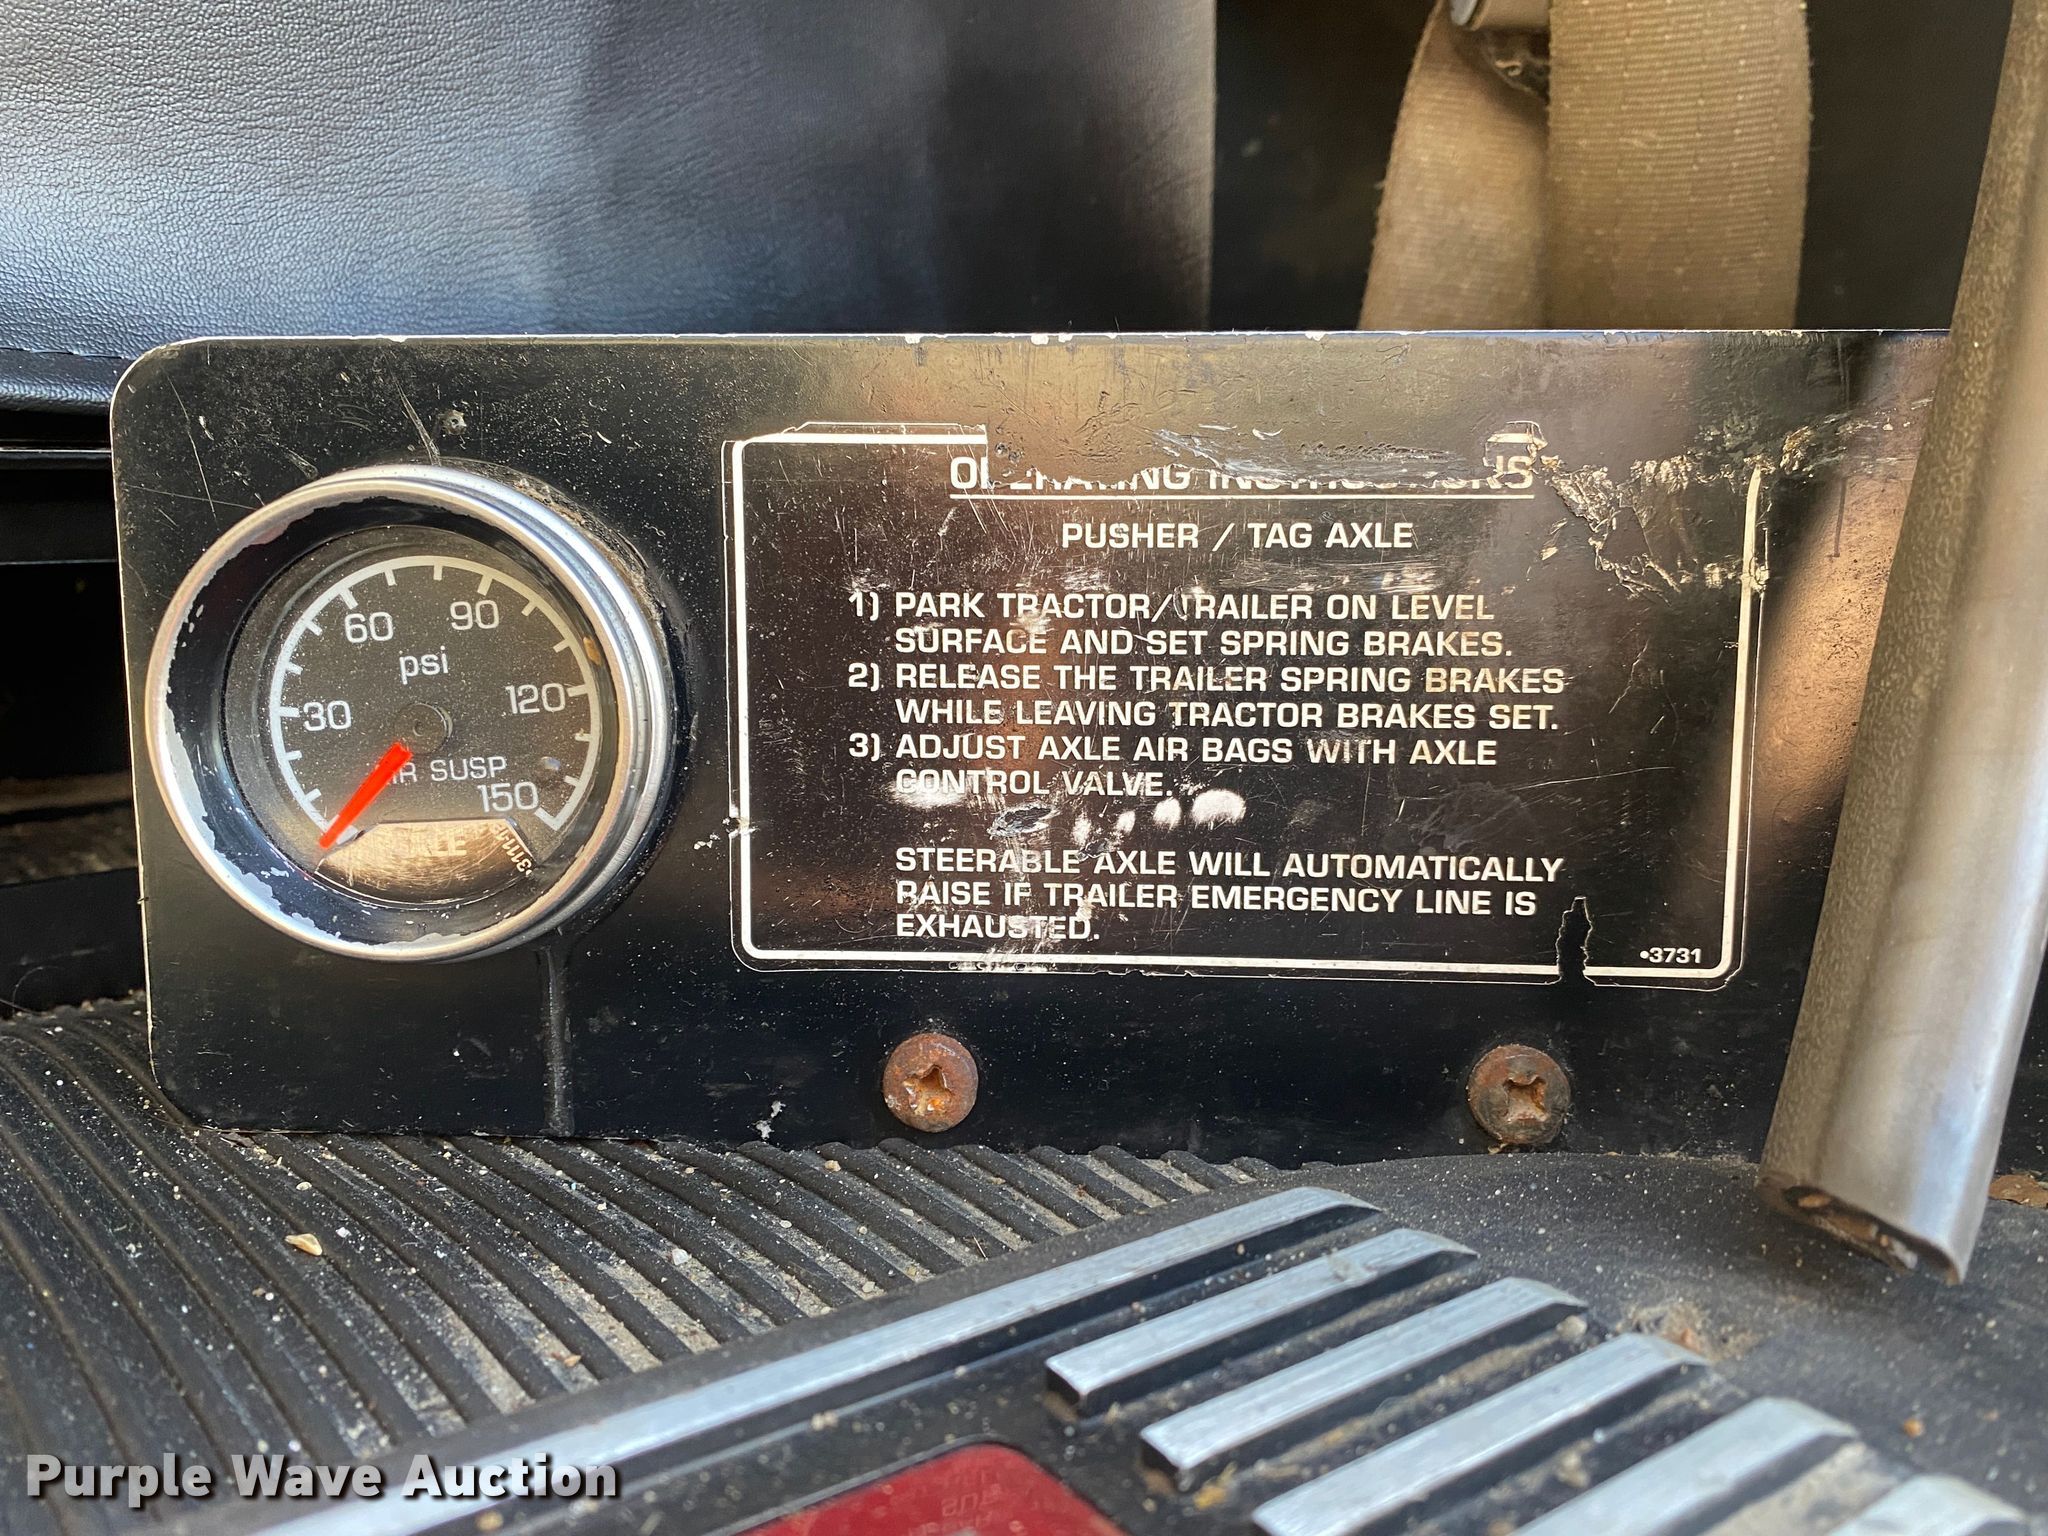 OPERATING INSTRUCTIONS
PUSHER / TAG AXLE
1) PARK TRACTOR/TRAILER ON LEVEL
SURFACE AND SET SPRING BRAKES.
2) RELEASE THE TRAILER SPRING BRAKES
WHILE LEAVING TRACTOR BRAKES SET.
3) ADJUST AXLE AIR BAGS WITH AXLE
CONTROL VALVE.
STEERABLE AXLE WILL AUTOMATICALLY
RAISE IF TRAILER EMERGENCY LINE IS
EXHAUSTED.
•3731
60
90
psi
30
120
AIR SUSP
150
Purple Wave Auction